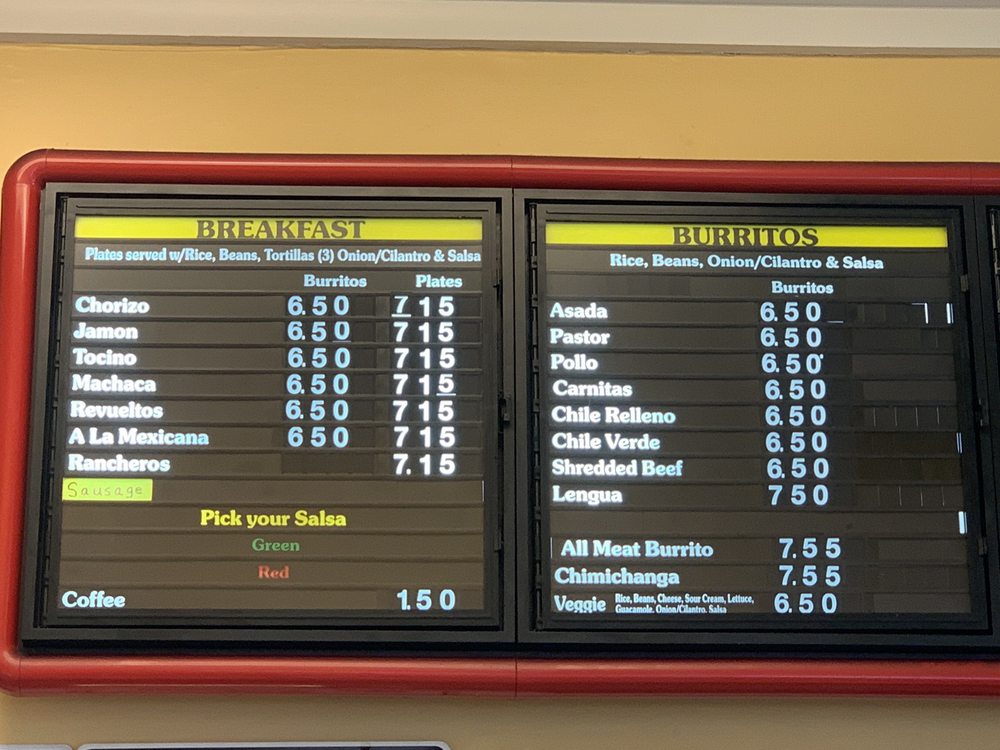 BREAKFAST
Plates served w/Rice, Beans, Tortillas (3) Onion/Cilantro & Salsa
Burritos Plates
Chorizo 6.50 7 15
Jamon 6.50 7 15
Tocino 6.50 7 15
Machaca 6.50 7 15
Revueltos 6.50 7 15
A La Mexicana 6 50 7 15
Rancheros 7.15
Sausage
Pick your Salsa
Green
Red
Coffee 1.50
BURRITOS
Rice, Beans, Onion/Cilantro & Salsa
Burritos
Asada 6.50
Pastor 6.50
Pollo 6.50
Carnitas 6.50
Chile Relleno 6.50
Chile Verde 6.50
Shredded Beef 6.50
Lengua 7 50
All Meat Burrito 7.55
Chimichanga 7.55
Veggie Rice, Beans, Cheese, Sour Cream, Lettuce, 6.50
Guacamole, Onion/Cilantro, Salsa